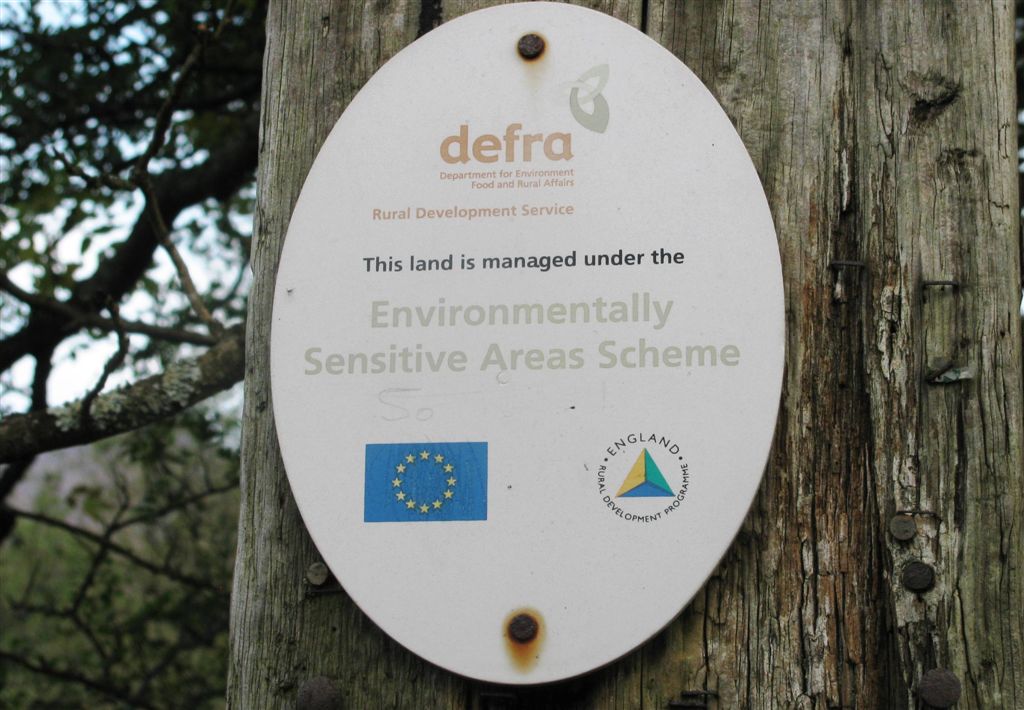 defra
Department for Environment
Food and Rural Affairs
Rural Development Service
This land is managed under the
Environmentally
Sensitive Areas Scheme
So
ENGLAND
RURAL DEVELOPMENT PROGRAMME